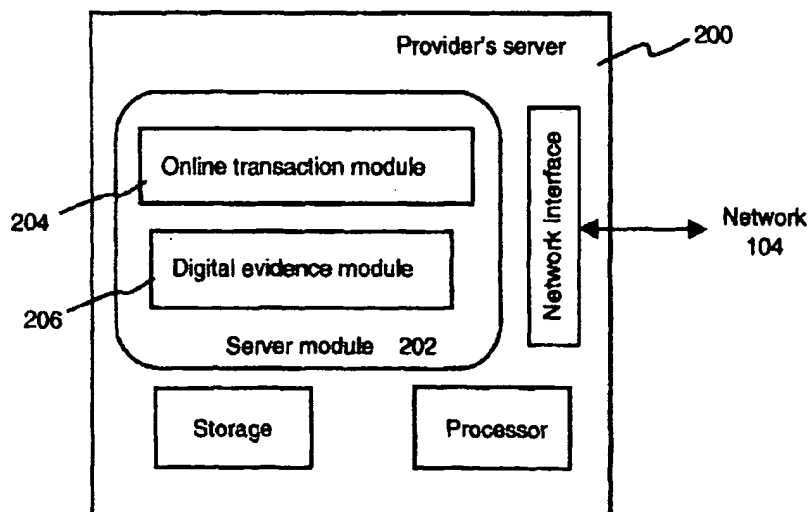 Provider's server
200
Online transaction module
204
Digital evidence module
206
Server module 202
Network interface
Network
104
Storage
Processor